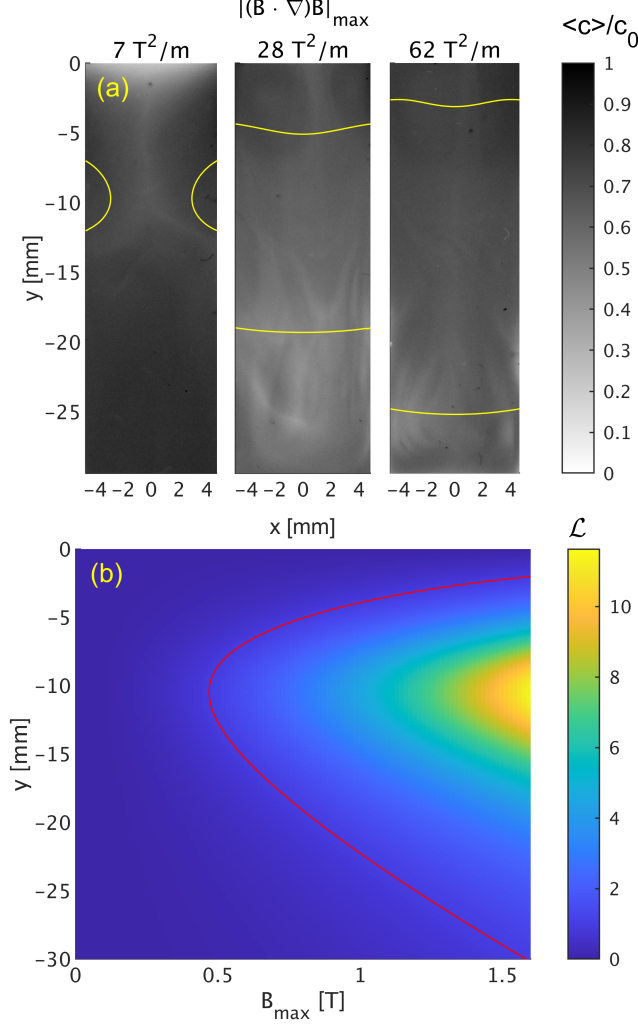 |(B · ∇)B|max
7 T²/m 28 T²/m 62 T²/m
<c>/c₀
(a)
0
−5
−10
−15
−20
−25
y [mm]
−4 −2 0 2 4
−4 −2 0 2 4
−4 −2 0 2 4
x [mm]
1
0.9
0.8
0.7
0.6
0.5
0.4
0.3
0.2
0.1
0
(b)
ℒ
0
−5
−10
−15
−20
−25
−30
y [mm]
0 0.5 1 1.5
Bmax [T]
10
8
6
4
2
0